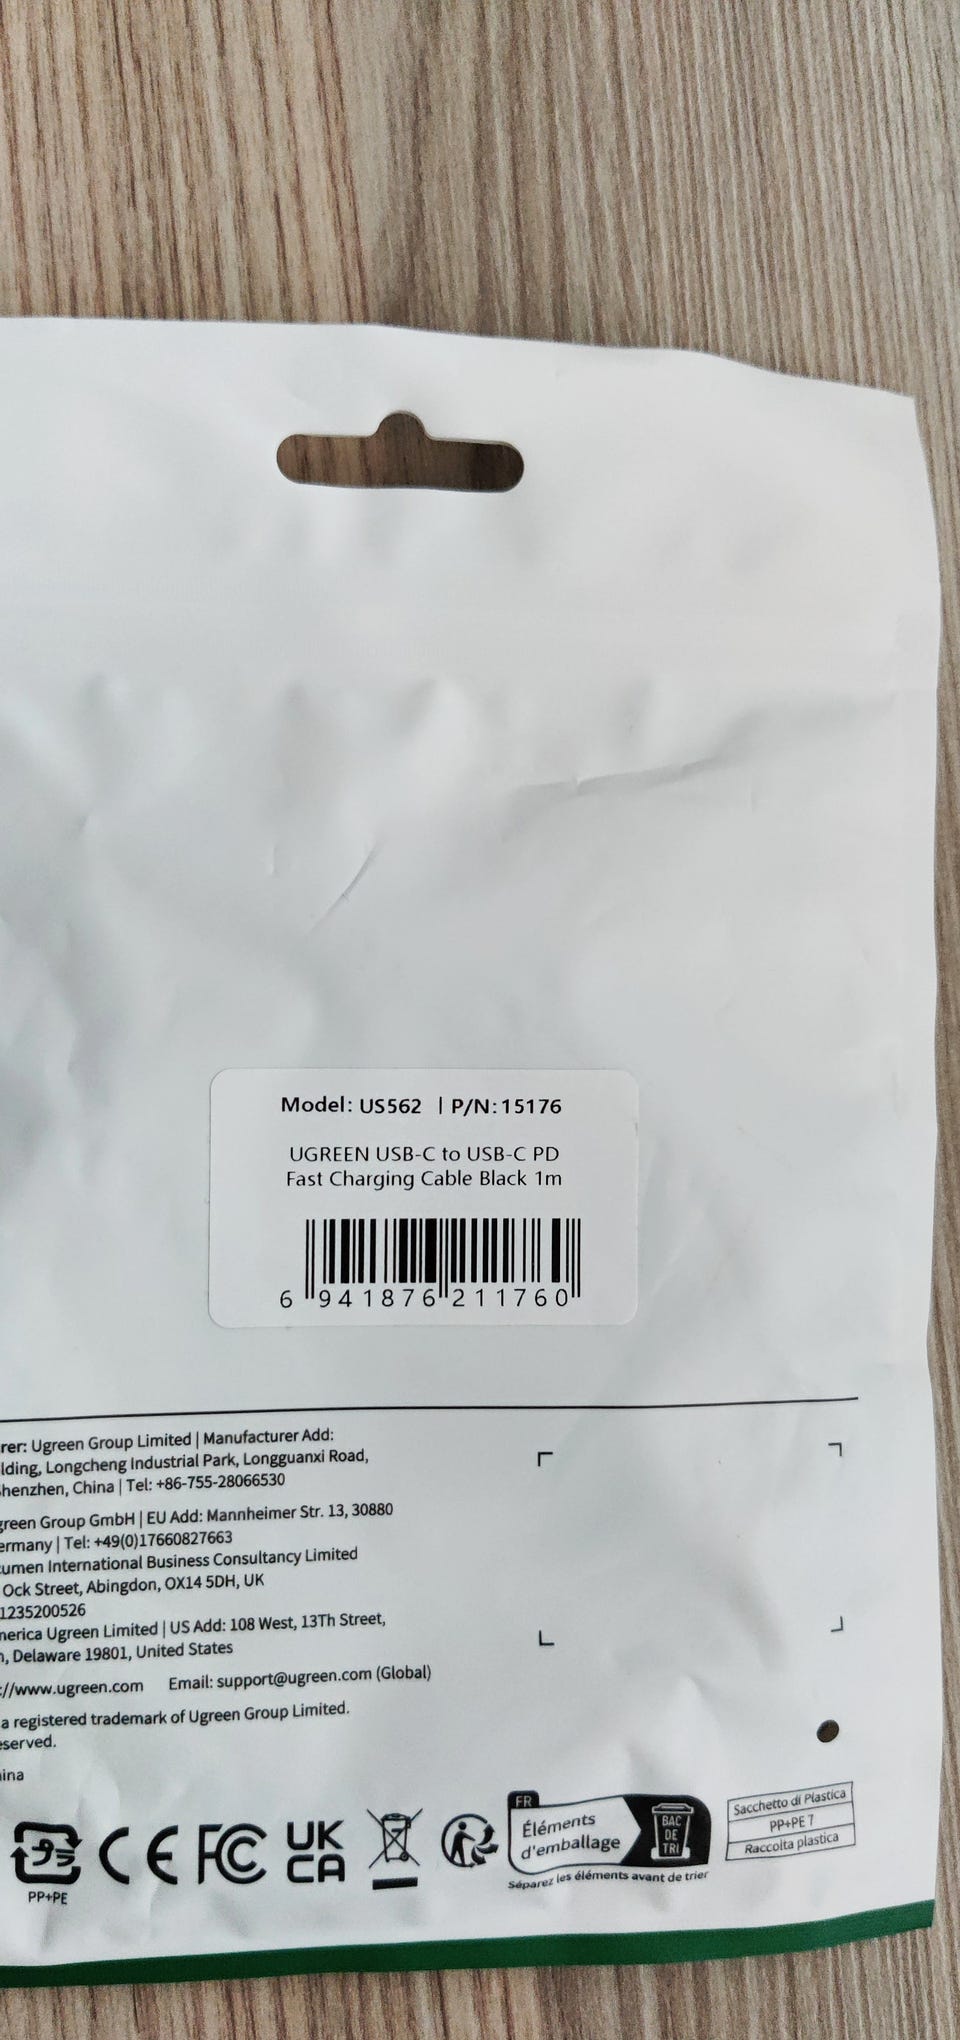 Model: US562 | P/N:15176
UGREEN USB-C to USB-C PD
Fast Charging Cable Black 1m
6 941876 211760
rer: Ugreen Group Limited | Manufacturer Add:
lding, Longcheng Industrial Park, Longguanxi Road,
Shenzhen, China | Tel: +86-755-28066530
green Group GmbH | EU Add: Mannheimer Str. 13, 30880
ermany | Tel: +49(0)17660827663
umen International Business Consultancy Limited
Ock Street, Abingdon, OX14 5DH, UK
1235200526
merica Ugreen Limited | US Add: 108 West, 13Th Street,
n, Delaware 19801, United States
://www.ugreen.com Email: support@ugreen.com (Global)
a registered trademark of Ugreen Group Limited.
eserved.
ina
PP+PE
CE FC UK
CA
FR
Éléments
d'emballage
BAC
DE
TRI
Séparez les éléments avant de trier
Sacchetto di Plastica
PP+PE 7
Raccolta plastica